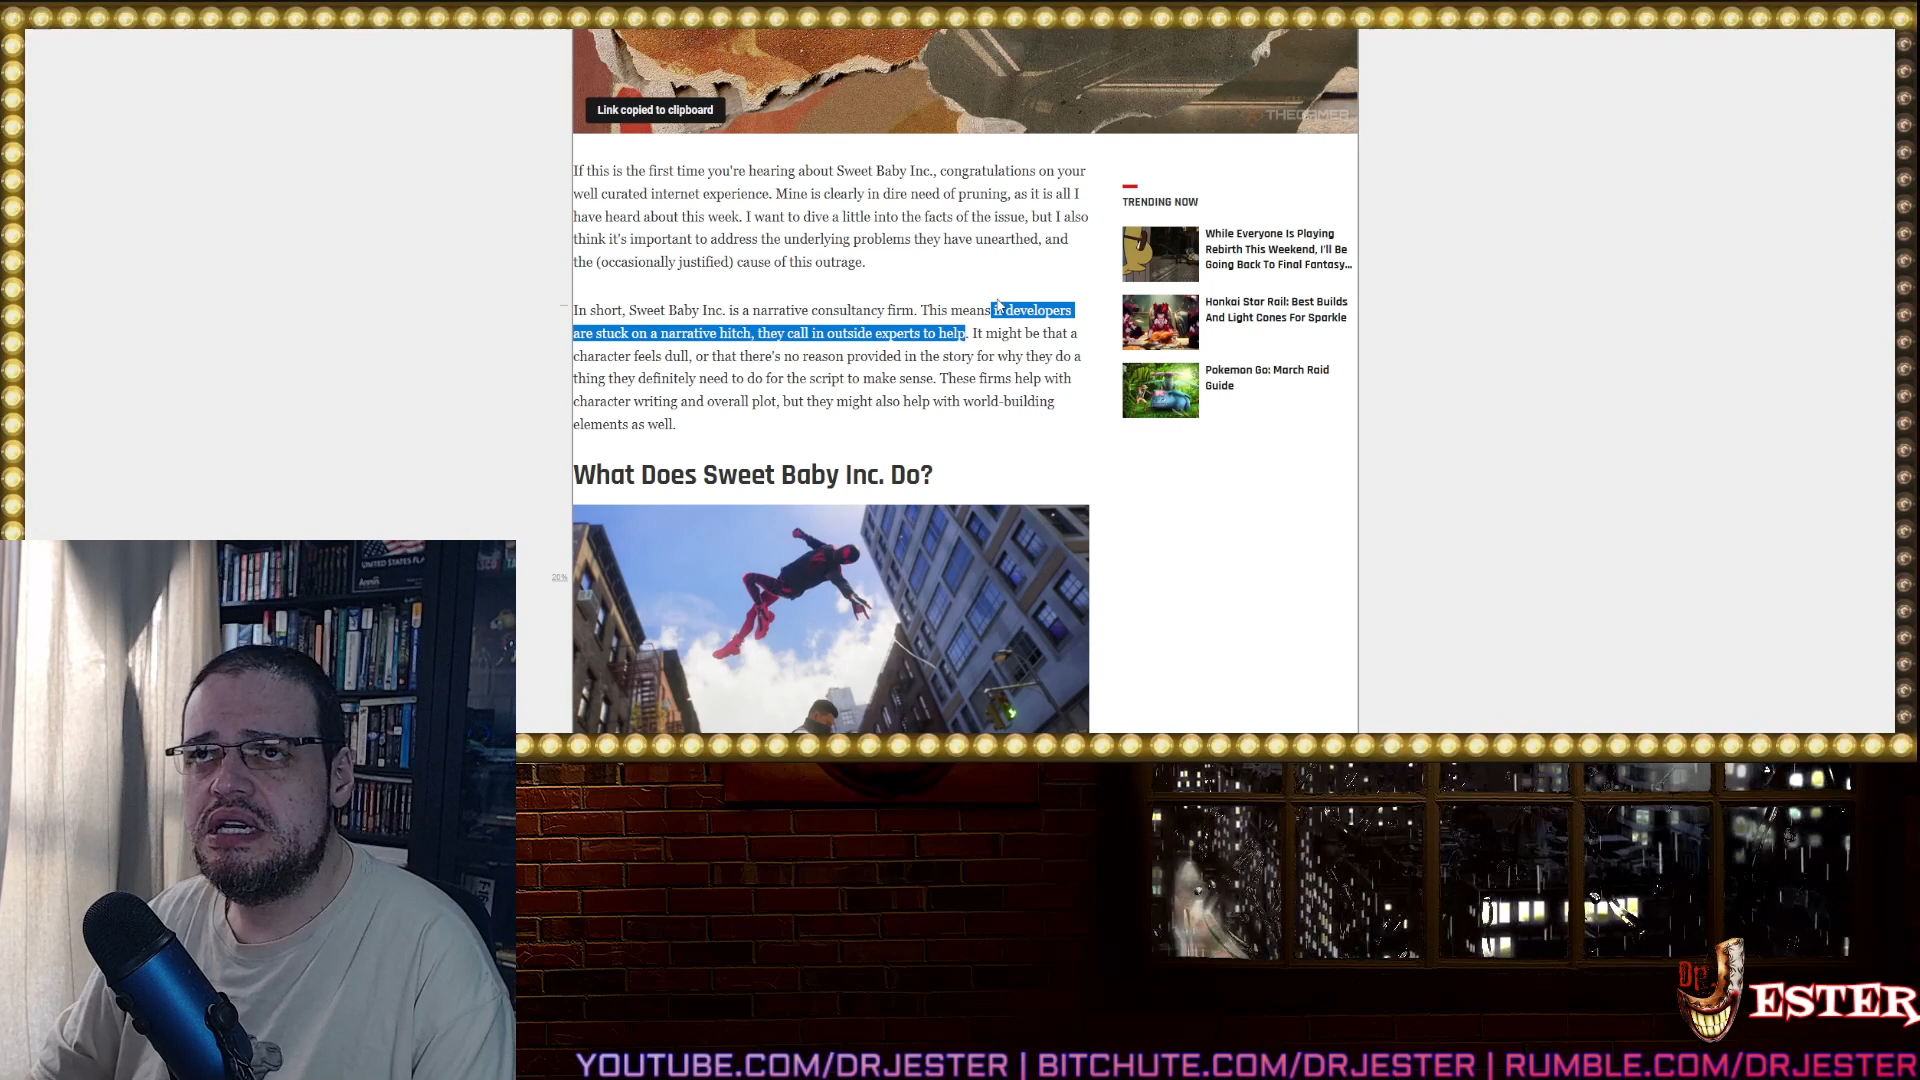 Link copied to clipboard
THEGAMER
If this is the first time you're hearing about Sweet Baby Inc., congratulations on your
well curated internet experience. Mine is clearly in dire need of pruning, as it is all I
have heard about this week. I want to dive a little into the facts of the issue, but I also
think it's important to address the underlying problems they have unearthed, and
the (occasionally justified) cause of this outrage.
In short, Sweet Baby Inc. is a narrative consultancy firm. This means if developers
are stuck on a narrative hitch, they call in outside experts to help. It might be that a
character feels dull, or that there's no reason provided in the story for why they do a
thing they definitely need to do for the script to make sense. These firms help with
character writing and overall plot, but they might also help with world-building
elements as well.
What Does Sweet Baby Inc. Do?
20%
TRENDING NOW
While Everyone Is Playing
Rebirth This Weekend, I'll Be
Going Back To Final Fantasy...
Honkai Star Rail: Best Builds
And Light Cones For Sparkle
Pokemon Go: March Raid
Guide
UNITED STATES FLA
Annin
Dr JESTER
YOUTUBE.COM/DRJESTER | BITCHUTE.COM/DRJESTER | RUMBLE.COM/DRJESTER